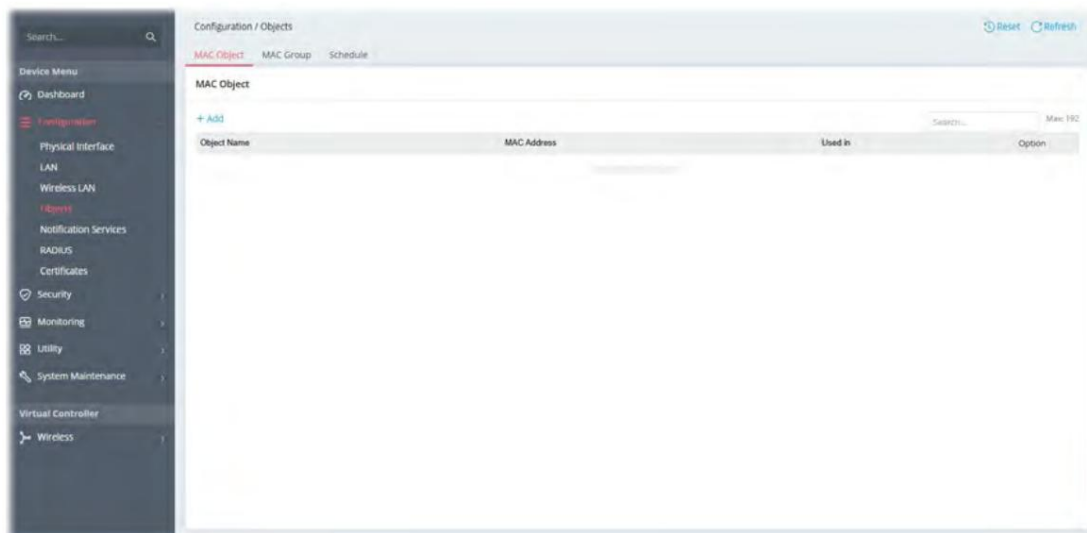 Search...
Device Menu
Dashboard
Configuration
Physical Interface
LAN
Wireless LAN
Objects
Notification Services
RADIUS
Certificates
Security
Monitoring
Utility
System Maintenance
Virtual Controller
Wireless
Configuration / Objects
Reset Refresh
MAC Object MAC Group Schedule
MAC Object
+ Add
Search... Max: 192
Object Name MAC Address Used in Option